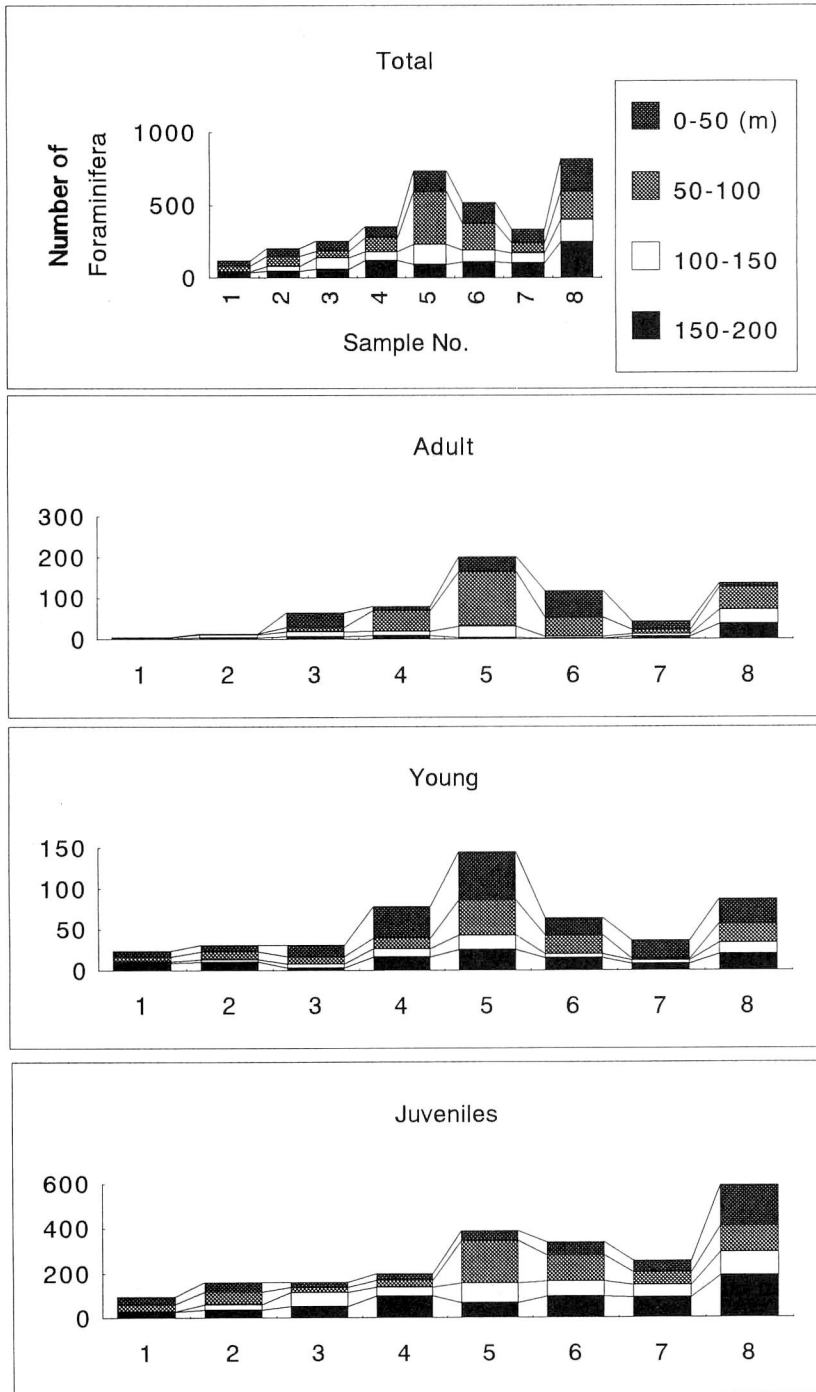 Total
Number of
Foraminifera
1000
500
0
1 2 3 4 5 6 7 8
Sample No.
0-50 (m)
50-100
100-150
150-200
Adult
300
200
100
0
1 2 3 4 5 6 7 8
Young
150
100
50
0
1 2 3 4 5 6 7 8
Juveniles
600
400
200
0
1 2 3 4 5 6 7 8